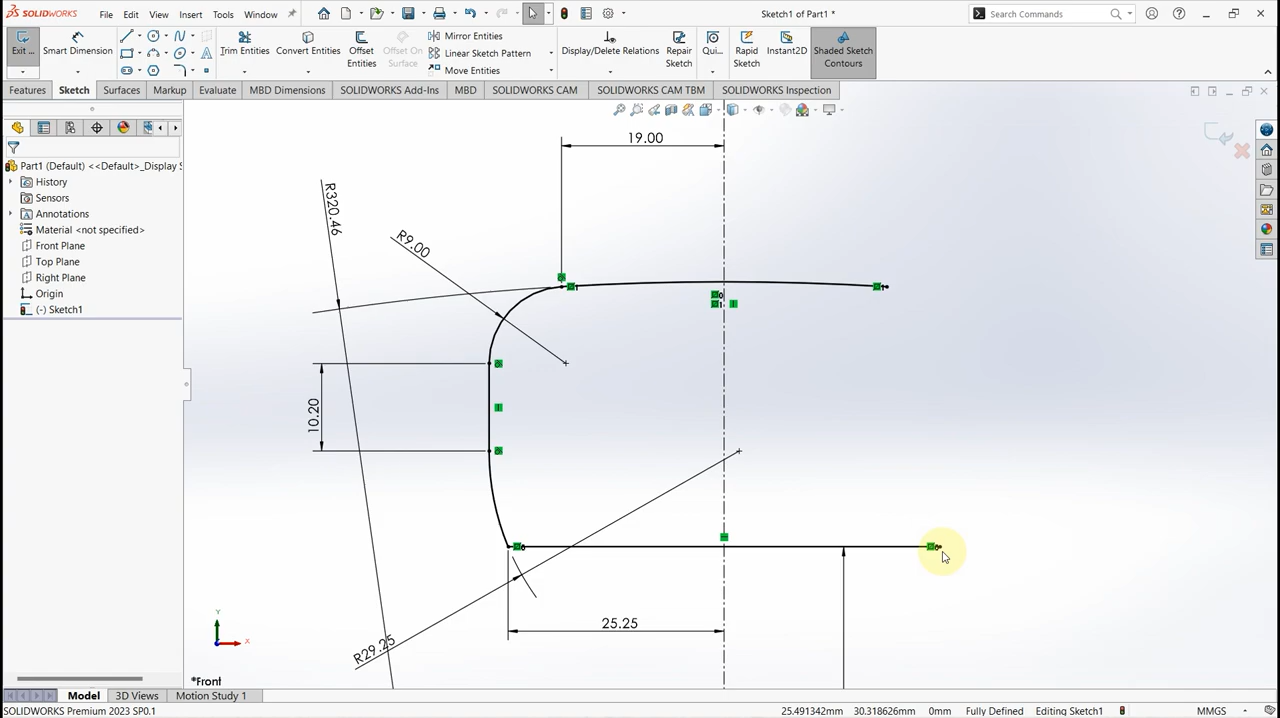 SOLIDWORKS
File Edit View Insert Tools Window
Sketch1 of Part1 *
Search Commands
Exit ...
Smart Dimension
Trim Entities
Convert Entities
Offset Entities
Offset On Surface
Mirror Entities
Linear Sketch Pattern
Move Entities
Display/Delete Relations
Repair Sketch
Qui...
Rapid Sketch
Instant2D
Shaded Sketch Contours
Features Sketch Surfaces Markup Evaluate MBD Dimensions SOLIDWORKS Add-Ins MBD SOLIDWORKS CAM SOLIDWORKS CAM TBM SOLIDWORKS Inspection
Part1 (Default) <<Default>_Display S
History
Sensors
Annotations
Material <not specified>
Front Plane
Top Plane
Right Plane
Origin
(-) Sketch1
19.00
R320.46
R9.00
10.20
25.25
R29.25
Y
X
*Front
Model 3D Views Motion Study 1
SOLIDWORKS Premium 2023 SP0.1
25.491342mm 30.318626mm 0mm Fully Defined Editing Sketch1 MMGS